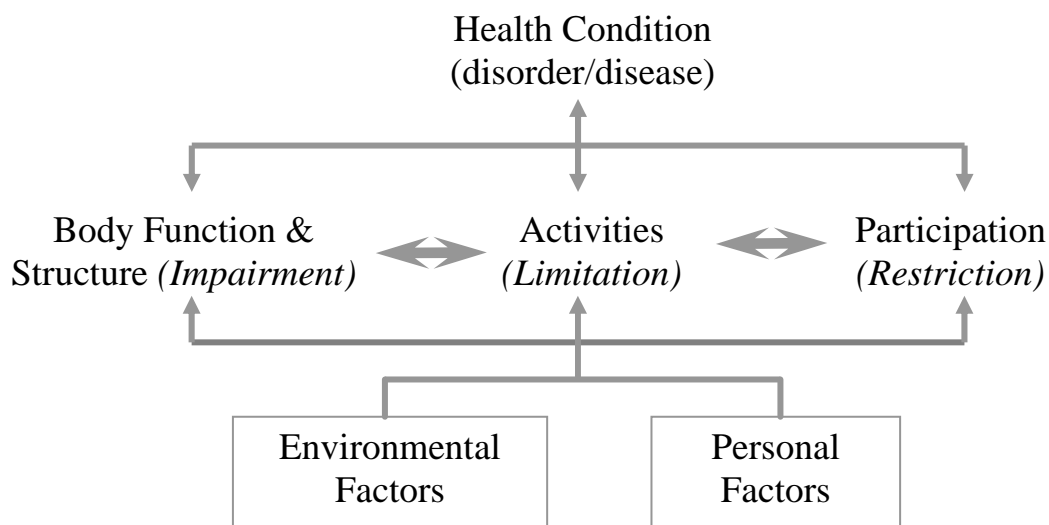 Health Condition
(disorder/disease)
Body Function &
Structure (Impairment)
Activities
(Limitation)
Participation
(Restriction)
Environmental
Factors
Personal
Factors